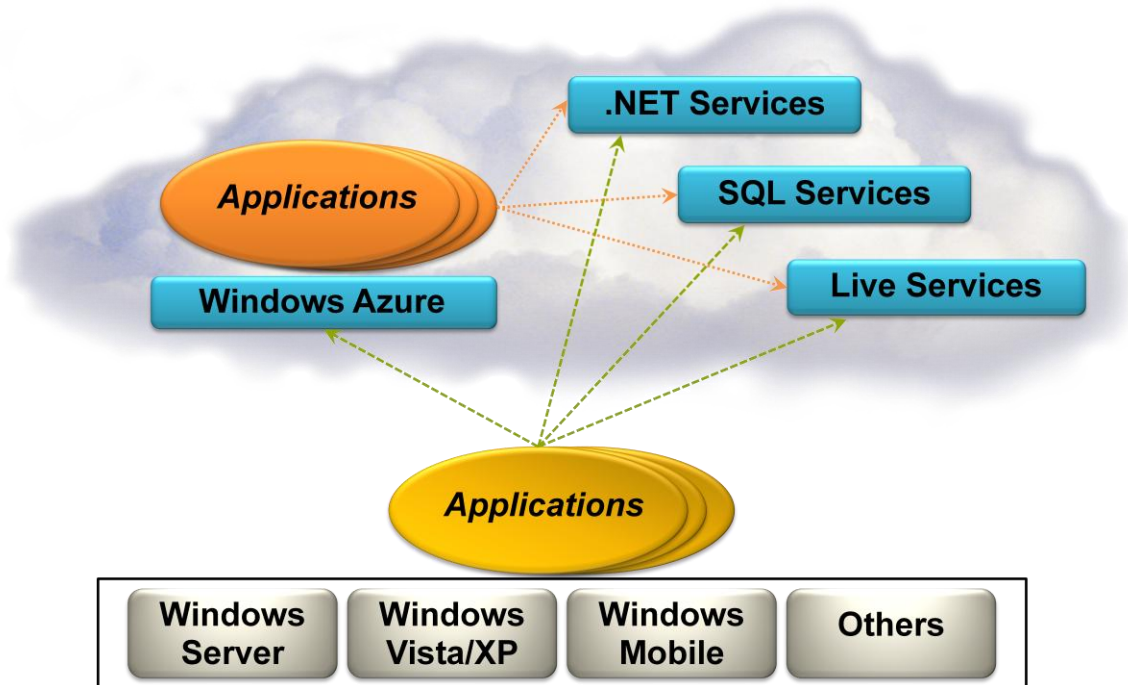 .NET Services
Applications
SQL Services
Live Services
Windows Azure
Applications
Windows
Server
Windows
Vista/XP
Windows
Mobile
Others